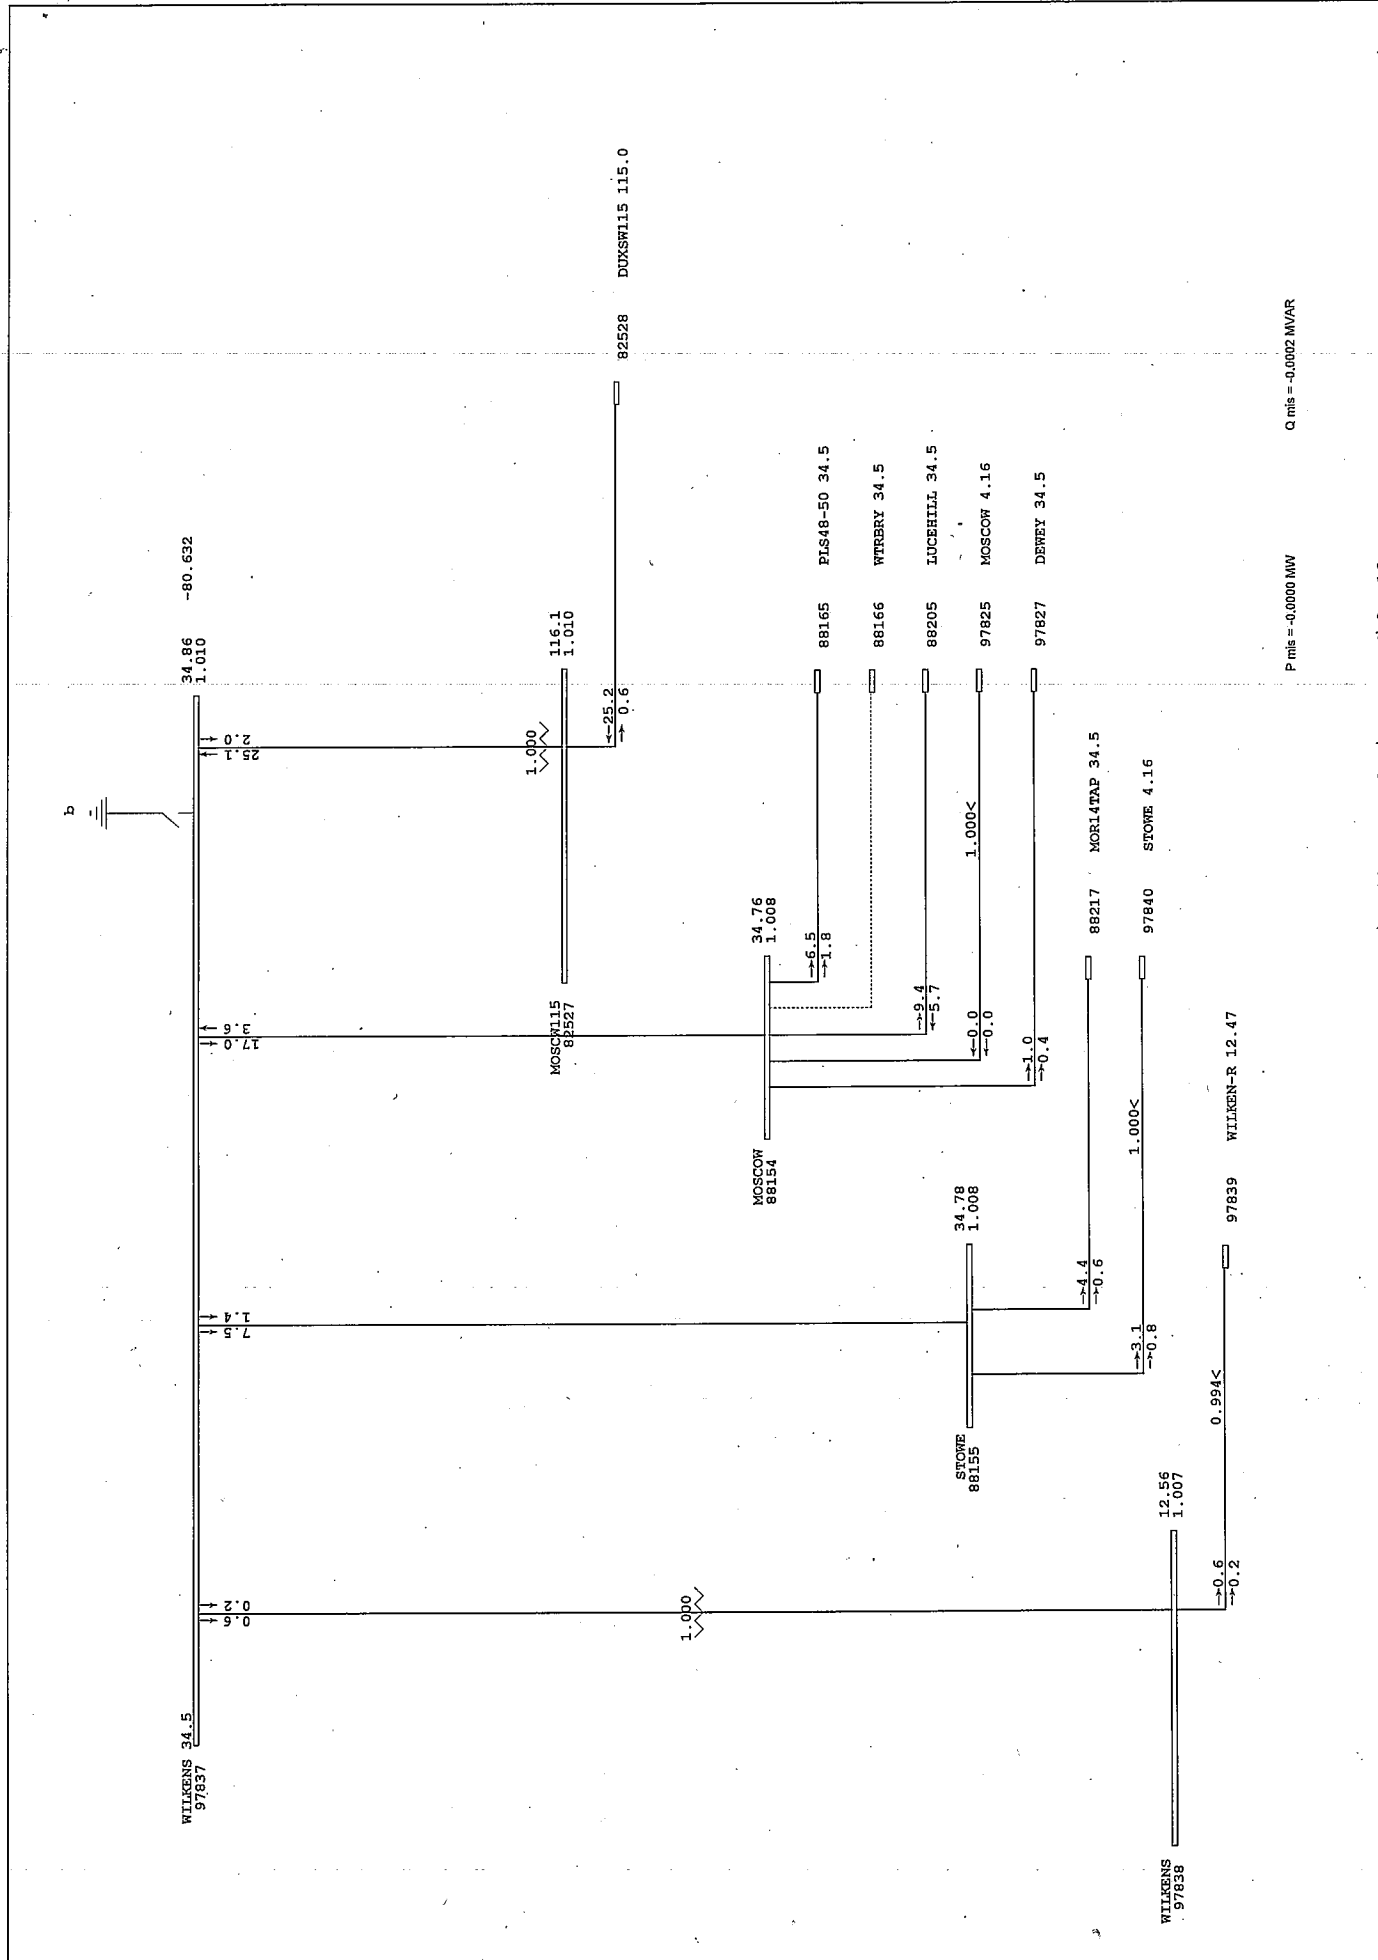 WILKENS 34.5
97837
34.86
1.010
-80.632
b
0.6
0.2
7.5
1.4
17.0
3.6
25.1
2.0
1.000
116.1
1.010
MOSCW115
82527
25.2
0.6
82528 DUXSW115 115.0
MOSCOW
88154
34.76
1.008
6.5
1.8
88165 PLS48-50 34.5
88166 WTRBRY 34.5
9.4
5.7
88205 LUCEHILL 34.5
0.0
0.0
1.000<
97825 MOSCOW 4.16
1.0
0.4
97827 DEWEY 34.5
STOWE
88155
34.78
1.008
4.4
0.6
88217 MOR14TAP 34.5
3.1
0.8
1.000<
97840 STOWE 4.16
1.000
WILKENS
97838
12.56
1.007
0.6
0.2
0.994<
97839 WILKEN-R 12.47
P mis = -0.0000 MW
Q mis = -0.0002 MVAR